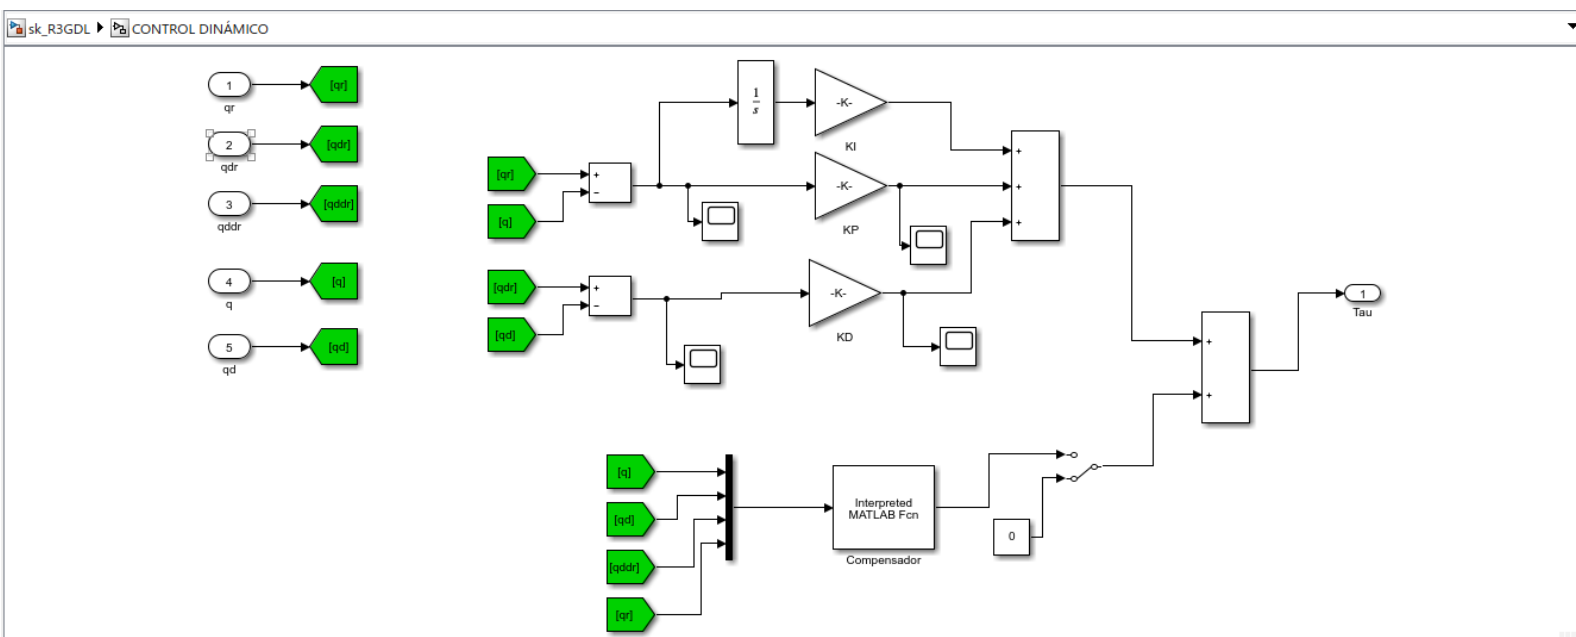 sk_R3GDL CONTROL DINÁMICO
1 [qr]
qr
2 [qdr]
qdr
3 [qddr]
qddr
4 [q]
q
5 [qd]
qd
[qr] + 
[q] −
1
s
-K-
KI
-K-
KP
+
+
+
[qdr] +
[qd] −
-K-
KD
1
Tau
+
+
[q]
[qd]
[qddr]
[qr]
Interpreted
MATLAB Fcn
Compensador
0